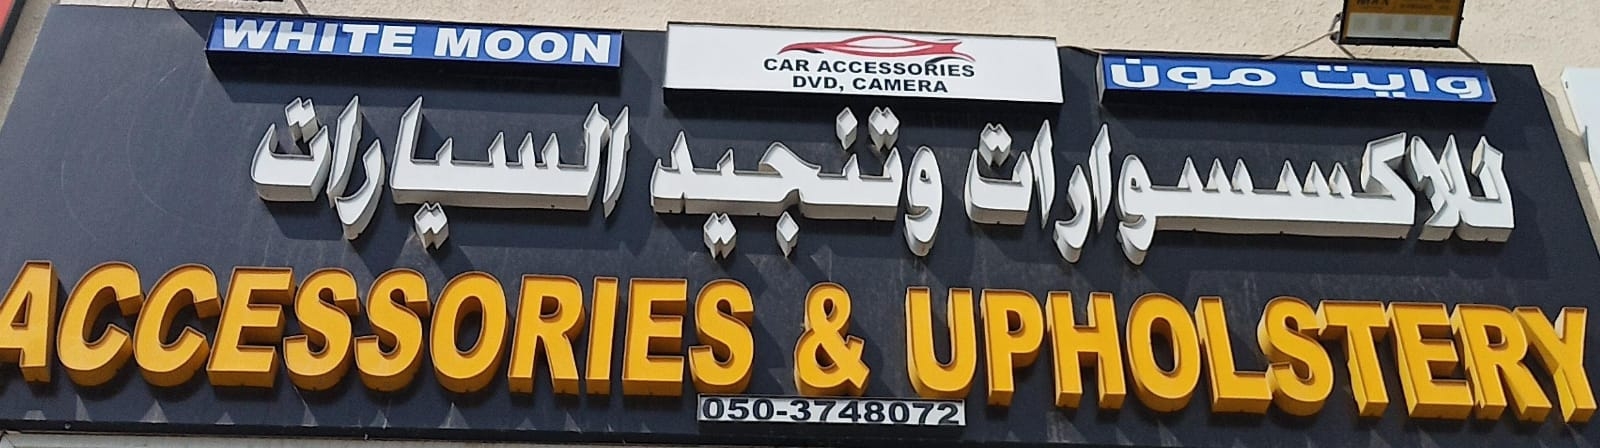 WHITE MOON
CAR ACCESSORIES
DVD, CAMERA
وايت مون
للاكسسوارات وتنجيد السيارات
ACCESSORIES & UPHOLSTERY
050-3748072